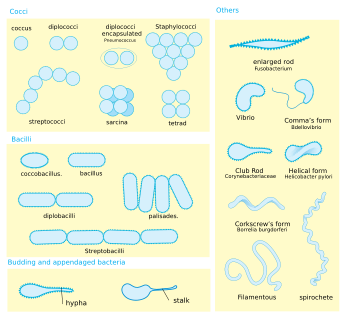 Cocci
coccus
diplococci
diplococci
encapsulated
Pneumococcus
Staphylococci
streptococci
sarcina
tetrad
Bacilli
coccobacillus.
bacillus
diplobacilli
palisades.
Streptobacilli
Budding and appendaged bacteria
hypha
stalk
Others
enlarged rod
Fusobacterium
Vibrio
Comma's form
Bdellovibrio
Club Rod
Corynebacteriaceae
Helical form
Helicobacter pylori
Corkscrew's form
Borrelia burgdorferi
Filamentous
spirochete